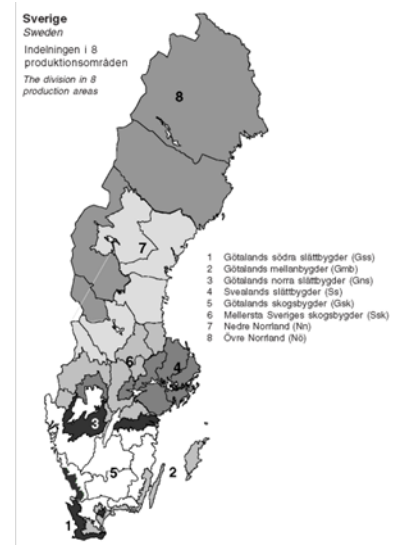 Sverige
Sweden
Indelningen i 8
produktionsområden
The division in 8
production areas
8
7
1 Götalands södra slättbygder (Gss)
2 Götalands mellanbygder (Gmb)
3 Götalands norra slättbygder (Gns)
4 Svealands slättbygder (Ss)
5 Götalands skogsbygder (Gsk)
6 Mellersta Sveriges skogsbygder (Ssk)
7 Nedre Norrland (Nn)
8 Övre Norrland (Nö)
6
4
3
5
2
1